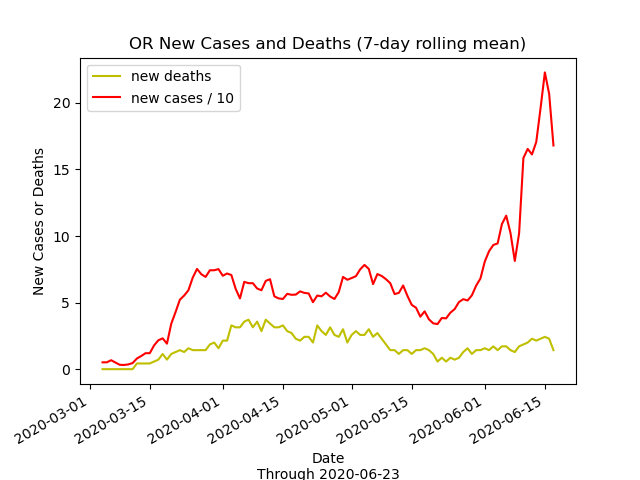 OR New Cases and Deaths (7-day rolling mean)
new deaths
new cases / 10
New Cases or Deaths
20
15
10
5
0
2020-03-01
2020-03-15
2020-04-01
2020-04-15
2020-05-01
2020-05-15
2020-06-01
2020-06-15
Date
Through 2020-06-23